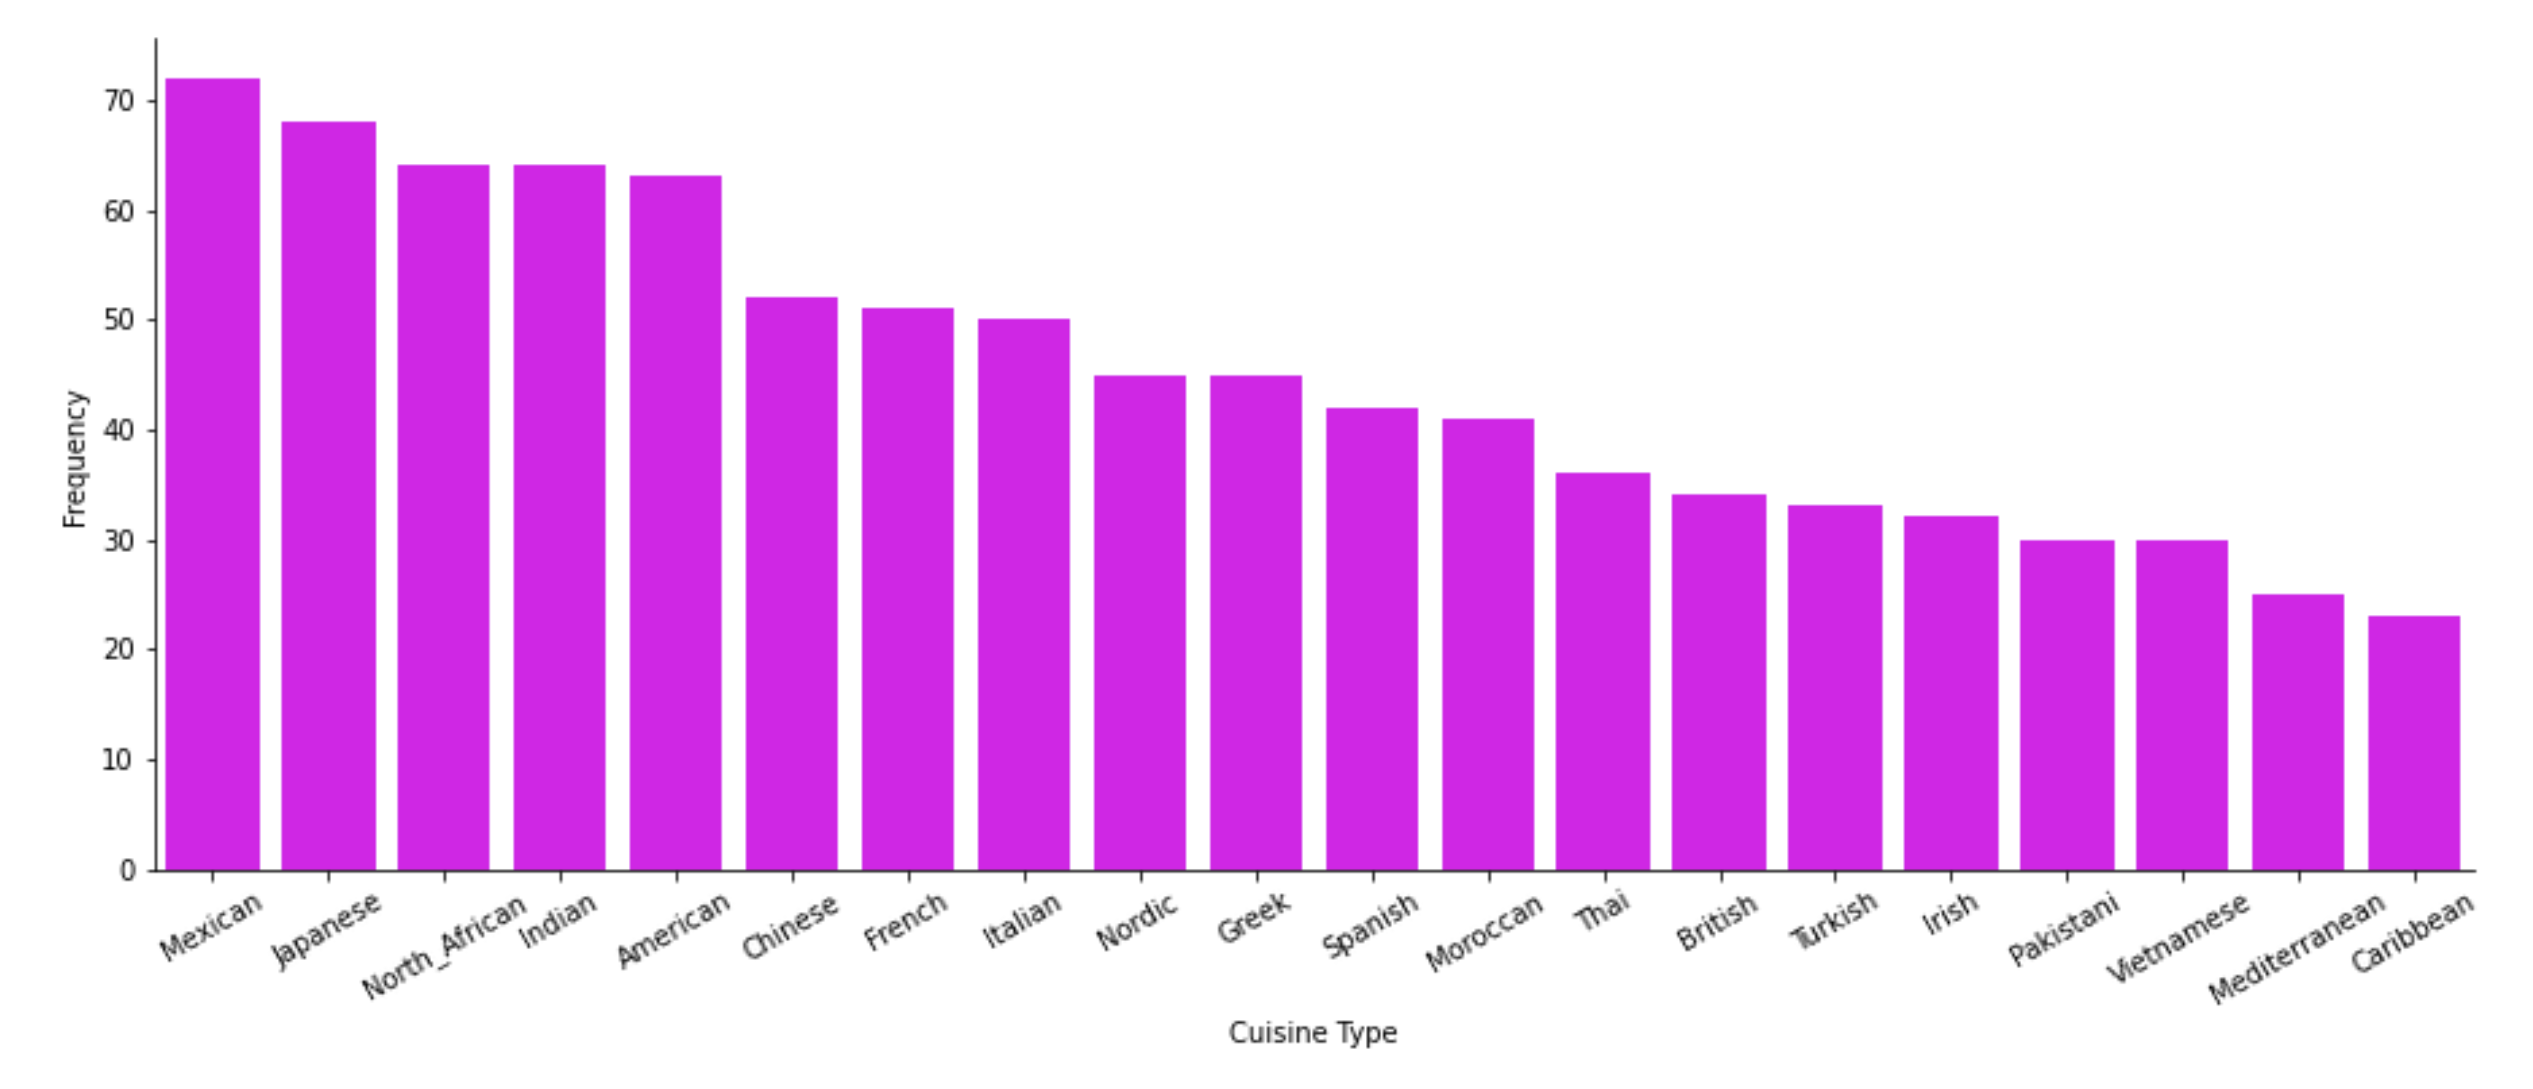 70
60
50
40
30
20
10
0
Frequency
Mexican
Japanese
North_African
Indian
American
Chinese
French
Italian
Nordic
Greek
Spanish
Moroccan
Thai
British
Turkish
Irish
Pakistani
Vietnamese
Mediterranean
Caribbean
Cuisine Type